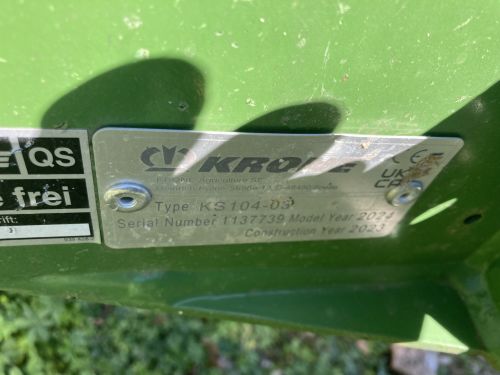 QS
e frei
KRONE
CE
UK
CA
Type KS104-03
Serial Number 1137739 Model Year 2024
Construction Year 2023